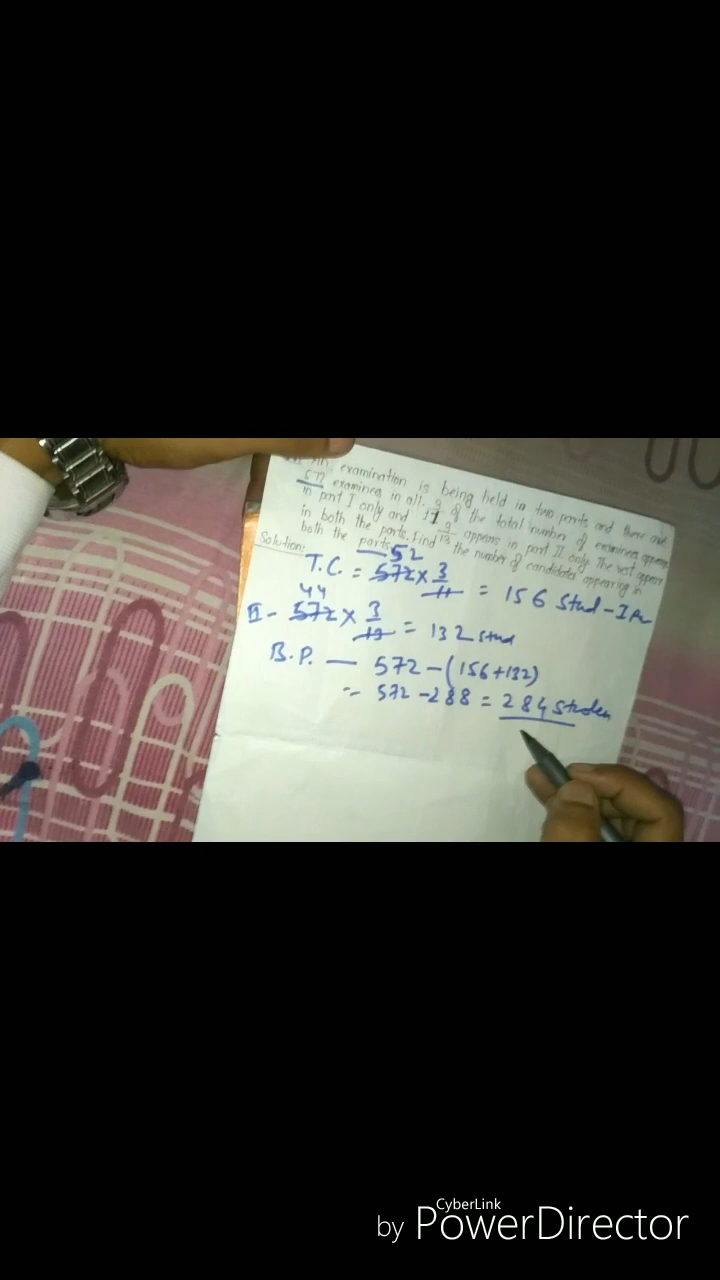 examination is being held in two parts and there are
572 examinees in all. 3/11 of the total number of examinees appears
in part I only and 3/13 appears in part II only. The rest appear
in both the parts. Find the number of candidates appearing in
both the parts
Solution:
52
T.C. = 572 x 3/11 = 156 Stud - I
44
II - 572 x 3/13 = 132 stud
B.P. — 572 - (156+132)
= 572 - 288 = 284 Studen
CyberLink
by PowerDirector